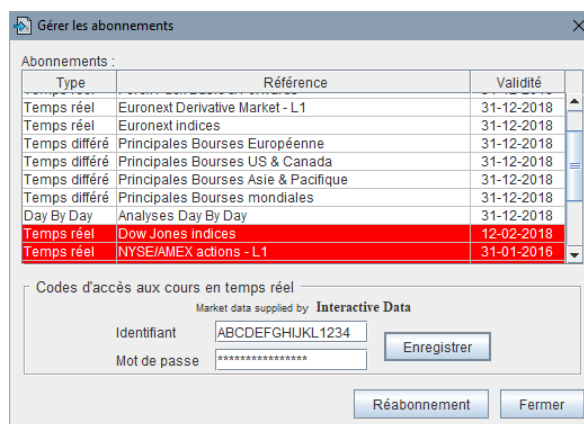 Gérer les abonnements
Abonnements :
Type Référence Validité
Temps réel Euronext Derivative Market - L1 31-12-2018
Temps réel Euronext indices 31-12-2018
Temps différé Principales Bourses Européenne 31-12-2018
Temps différé Principales Bourses US & Canada 31-12-2018
Temps différé Principales Bourses Asie & Pacifique 31-12-2018
Temps différé Principales Bourses mondiales 31-12-2018
Day By Day Analyses Day By Day 31-12-2018
Temps réel Dow Jones indices 12-02-2018
Temps réel NYSE/AMEX actions - L1 31-01-2016
Codes d'accès aux cours en temps réel
Market data supplied by Interactive Data
Identifiant ABCDEFGHIJKL1234
Mot de passe ****************
Enregistrer
Réabonnement Fermer